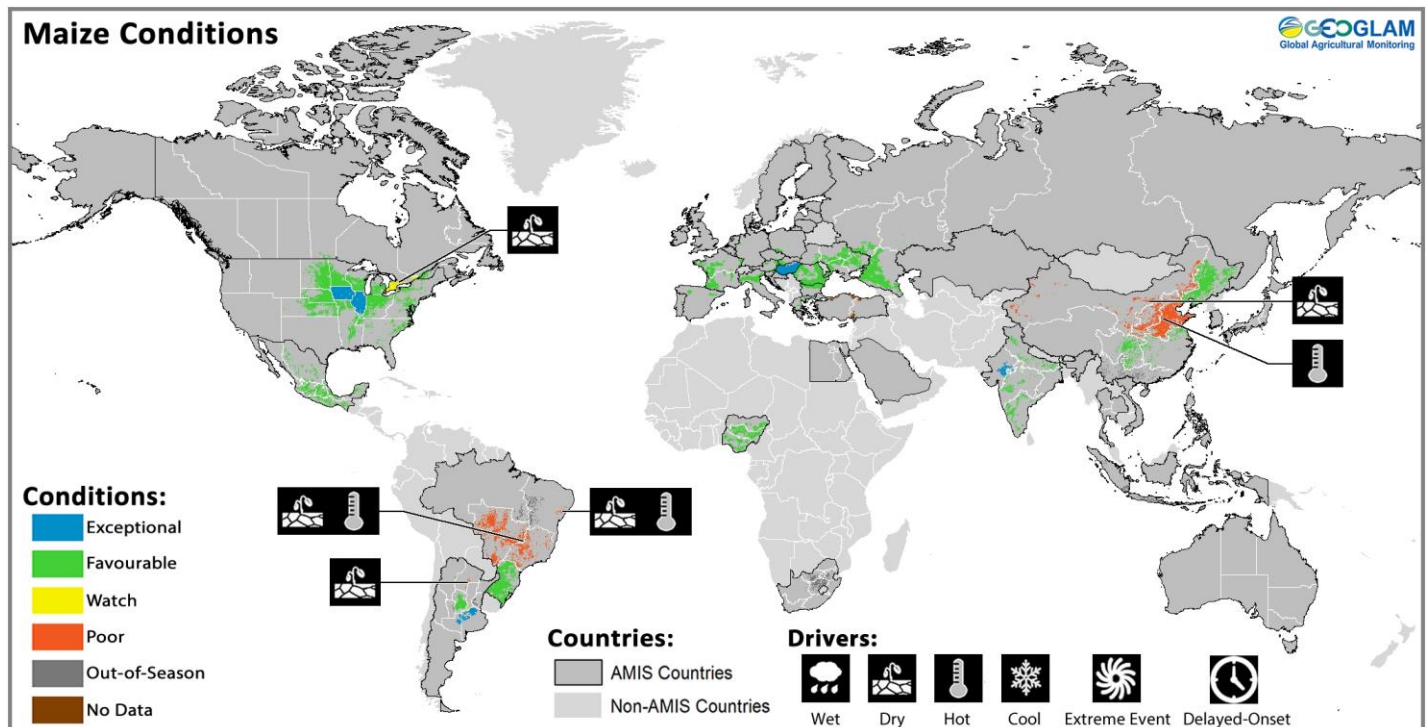 Maize Conditions
GEOGLAM
Global Agricultural Monitoring
Conditions:
Exceptional
Favourable
Watch
Poor
Out-of-Season
No Data
Countries:
AMIS Countries
Non-AMIS Countries
Drivers:
Wet
Dry
Hot
Cool
Extreme Event
Delayed-Onset